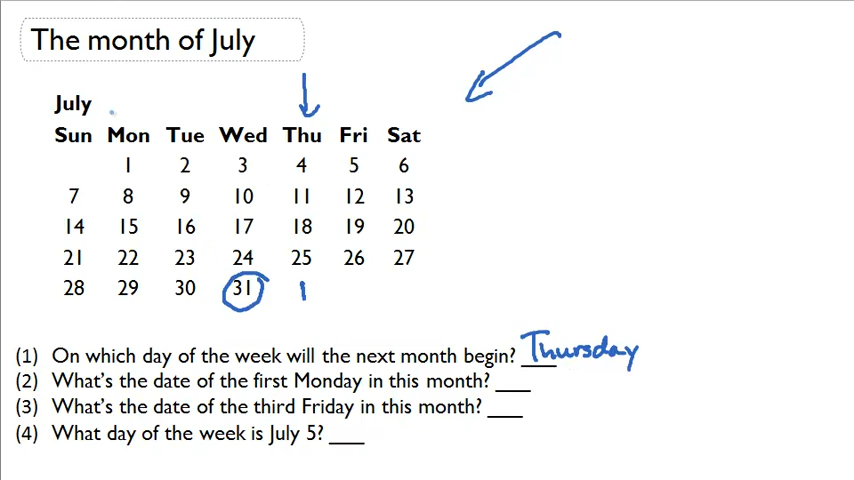 The month of July
July
Sun Mon Tue Wed Thu Fri Sat
1 2 3 4 5 6
7 8 9 10 11 12 13
14 15 16 17 18 19 20
21 22 23 24 25 26 27
28 29 30 31 1
(1) On which day of the week will the next month begin? ___ Thursday
(2) What's the date of the first Monday in this month? ___
(3) What's the date of the third Friday in this month? ___
(4) What day of the week is July 5? ___